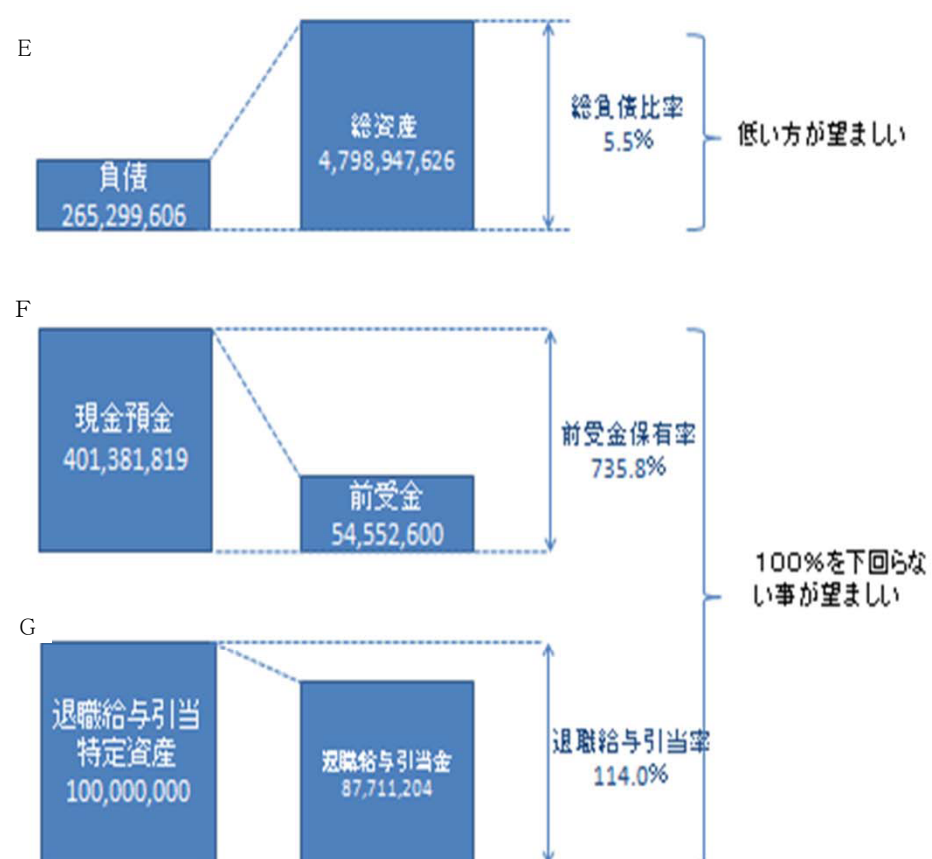 E
負債
265,299,606
総資産
4,798,947,626
総負債比率
5.5%
低い方が望ましい
F
現金預金
401,381,819
前受金
54,552,600
前受金保有率
735.8%
100%を下回らな
い事が望ましい
G
退職給与引当
特定資産
100,000,000
退職給与引当金
87,711,204
退職給与引当率
114.0%